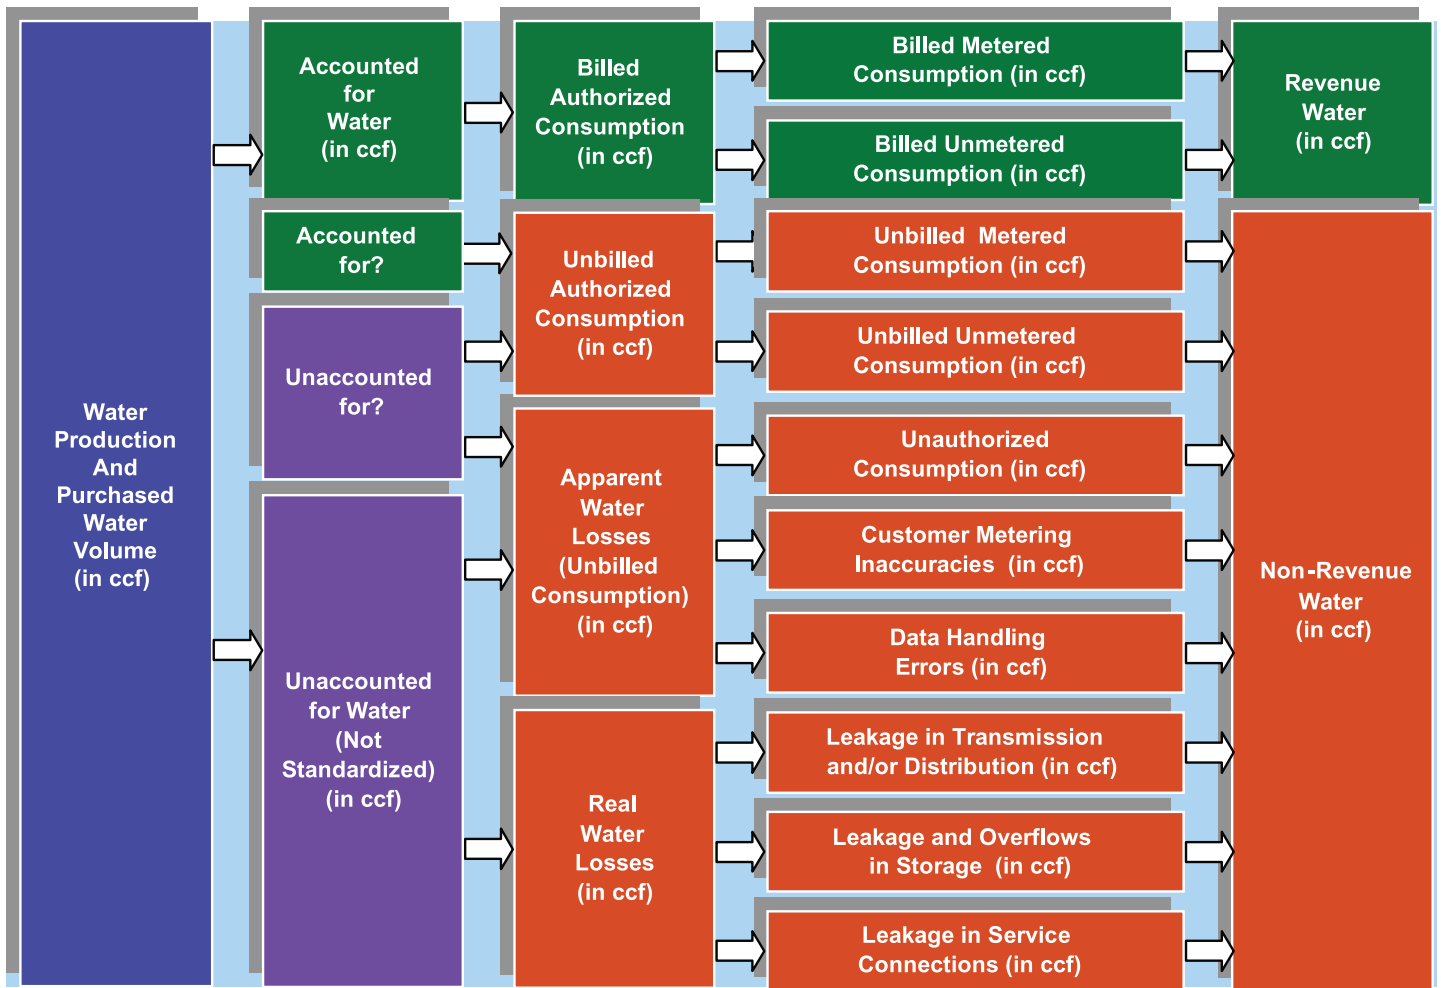 Water
Production
And
Purchased
Water
Volume
(in ccf)
Accounted
for
Water
(in ccf)
Accounted
for?
Unaccounted
for?
Unaccounted
for Water
(Not
Standardized)
(in ccf)
Billed
Authorized
Consumption
(in ccf)
Unbilled
Authorized
Consumption
(in ccf)
Apparent
Water
Losses
(Unbilled
Consumption)
(in ccf)
Real
Water
Losses
(in ccf)
Billed Metered
Consumption (in ccf)
Billed Unmetered
Consumption (in ccf)
Unbilled Metered
Consumption (in ccf)
Unbilled Unmetered
Consumption (in ccf)
Unauthorized
Consumption (in ccf)
Customer Metering
Inaccuracies (in ccf)
Data Handling
Errors (in ccf)
Leakage in Transmission
and/or Distribution (in ccf)
Leakage and Overflows
in Storage (in ccf)
Leakage in Service
Connections (in ccf)
Revenue
Water
(in ccf)
Non-Revenue
Water
(in ccf)